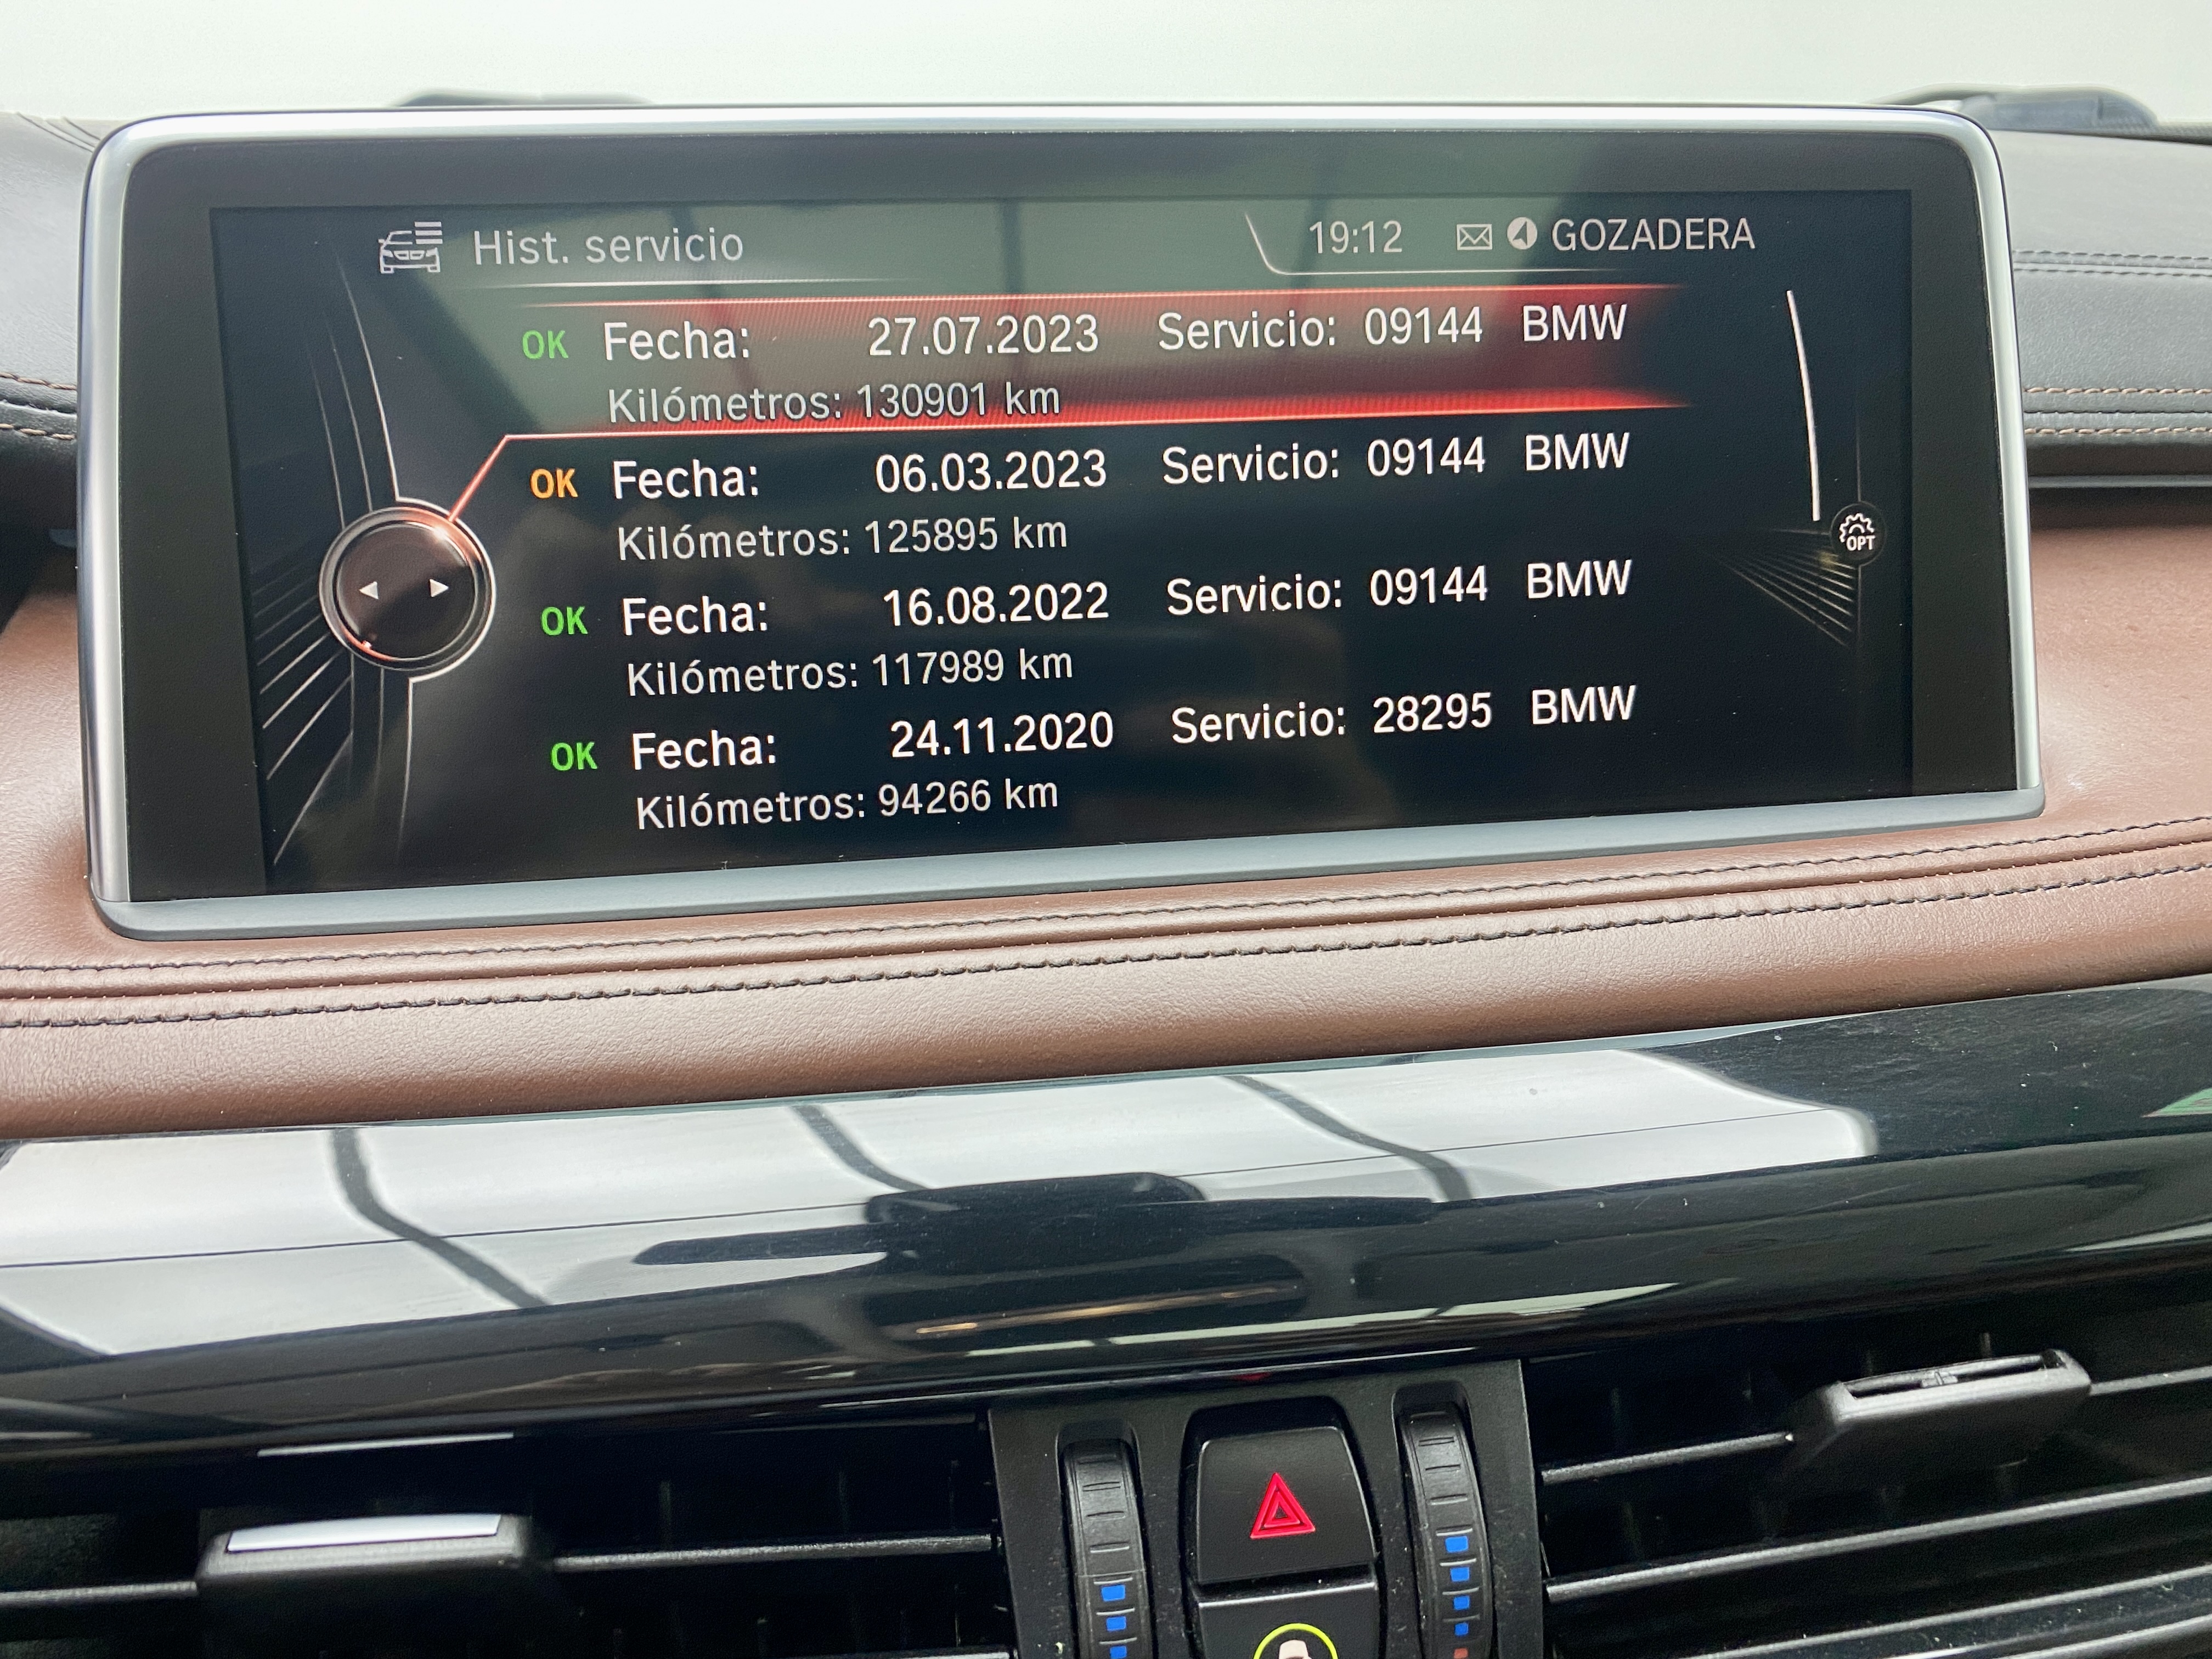 Hist. servicio 19:12 GOZADERA
OK Fecha: 27.07.2023 Servicio: 09144 BMW
Kilómetros: 130901 km
OK Fecha: 06.03.2023 Servicio: 09144 BMW
Kilómetros: 125895 km
OPT
OK Fecha: 16.08.2022 Servicio: 09144 BMW
Kilómetros: 117989 km
OK Fecha: 24.11.2020 Servicio: 28295 BMW
Kilómetros: 94266 km